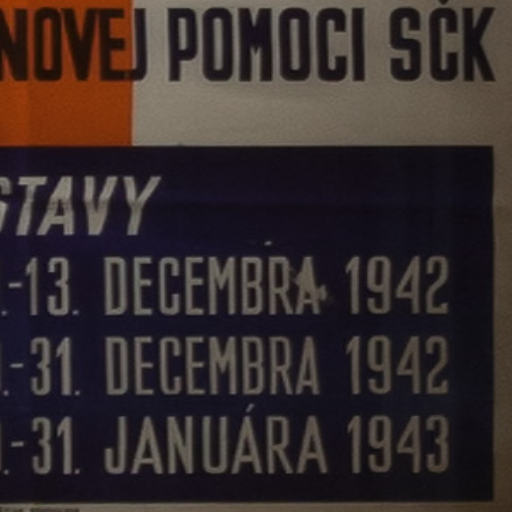 NOVEJ POMOCI SČK
STAVY
.-13. DECEMBRA 1942
.-31. DECEMBRA 1942
.-31. JANUÁRA 1943